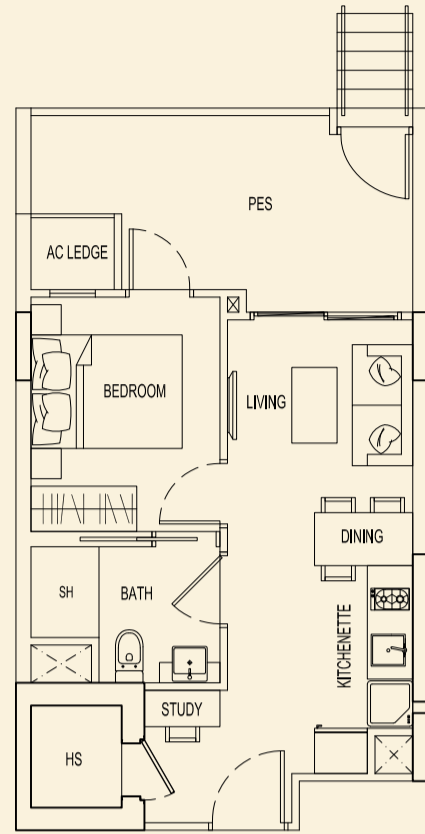 PES
AC LEDGE
BEDROOM
LIVING
DINING
SH
BATH
KITCHENETTE
STUDY
HS